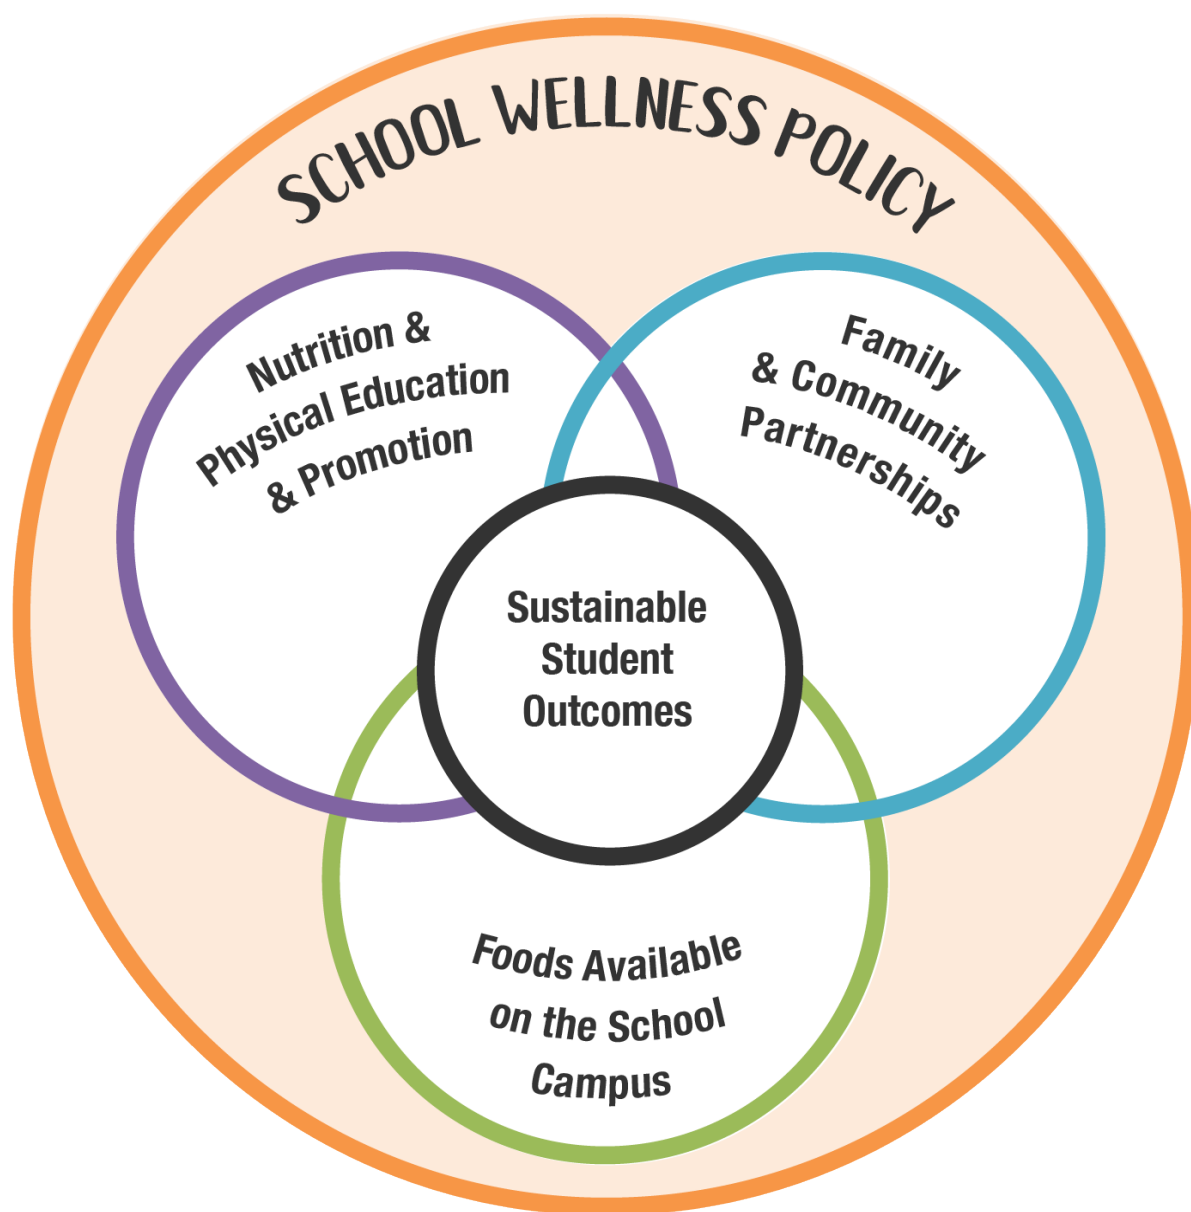 SCHOOL WELLNESS POLICY
Nutrition &
Physical Education
& Promotion
Family
& Community
Partnerships
Sustainable
Student
Outcomes
Foods Available
on the School
Campus